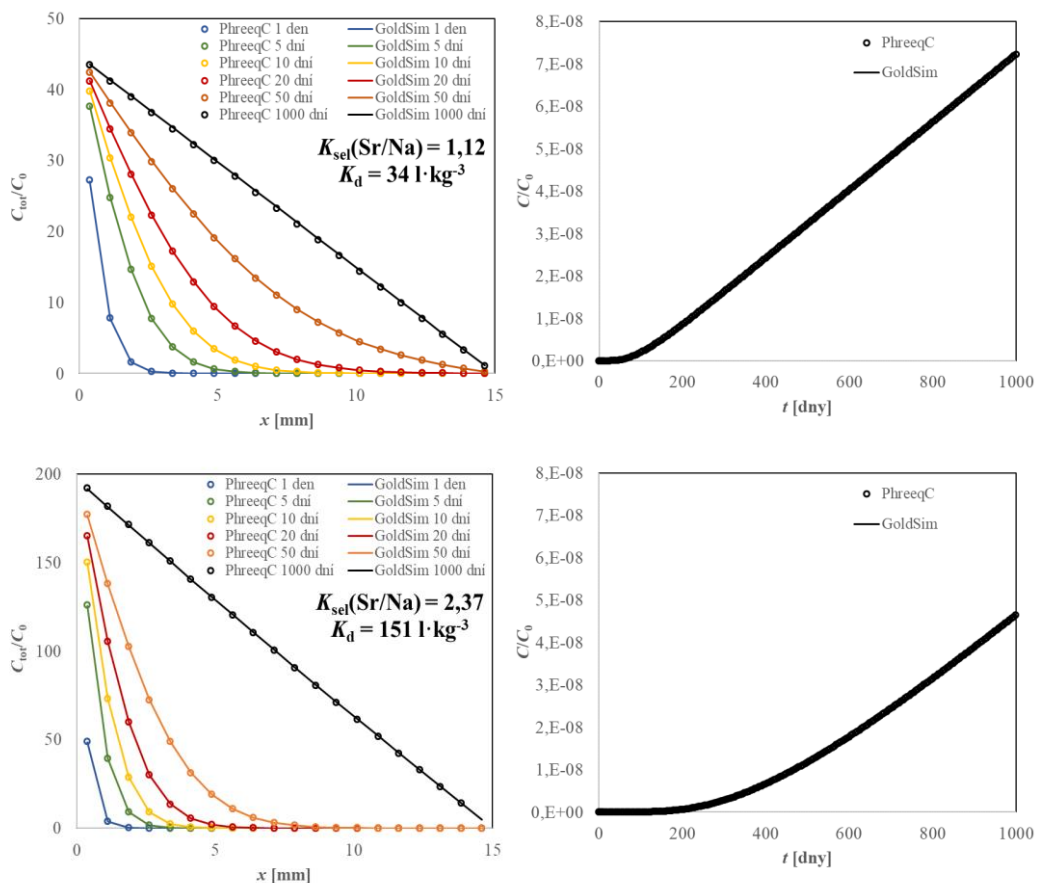 50
40
30
20
10
0
C_tot/C_0
PhreeqC 1 den GoldSim 1 den
PhreeqC 5 dní GoldSim 5 dní
PhreeqC 10 dní GoldSim 10 dní
PhreeqC 20 dní GoldSim 20 dní
PhreeqC 50 dní GoldSim 50 dní
PhreeqC 1000 dní GoldSim 1000 dní
K_sel(Sr/Na) = 1,12
K_d = 34 l·kg⁻³
0 5 10 15
x [mm]
8,E-08
7,E-08
6,E-08
5,E-08
4,E-08
3,E-08
2,E-08
1,E-08
0,E+00
C/C_0
PhreeqC
GoldSim
0 200 400 600 800 1000
t [dny]
200
150
100
50
0
C_tot/C_0
PhreeqC 1 den GoldSim 1 den
PhreeqC 5 dní GoldSim 5 dní
PhreeqC 10 dní GoldSim 10 dní
PhreeqC 20 dní GoldSim 20 dní
PhreeqC 50 dní GoldSim 50 dní
PhreeqC 1000 dní GoldSim 1000 dní
K_sel(Sr/Na) = 2,37
K_d = 151 l·kg⁻³
0 5 10 15
x [mm]
8,E-08
7,E-08
6,E-08
5,E-08
4,E-08
3,E-08
2,E-08
1,E-08
0,E+00
C/C_0
PhreeqC
GoldSim
0 200 400 600 800 1000
t [dny]